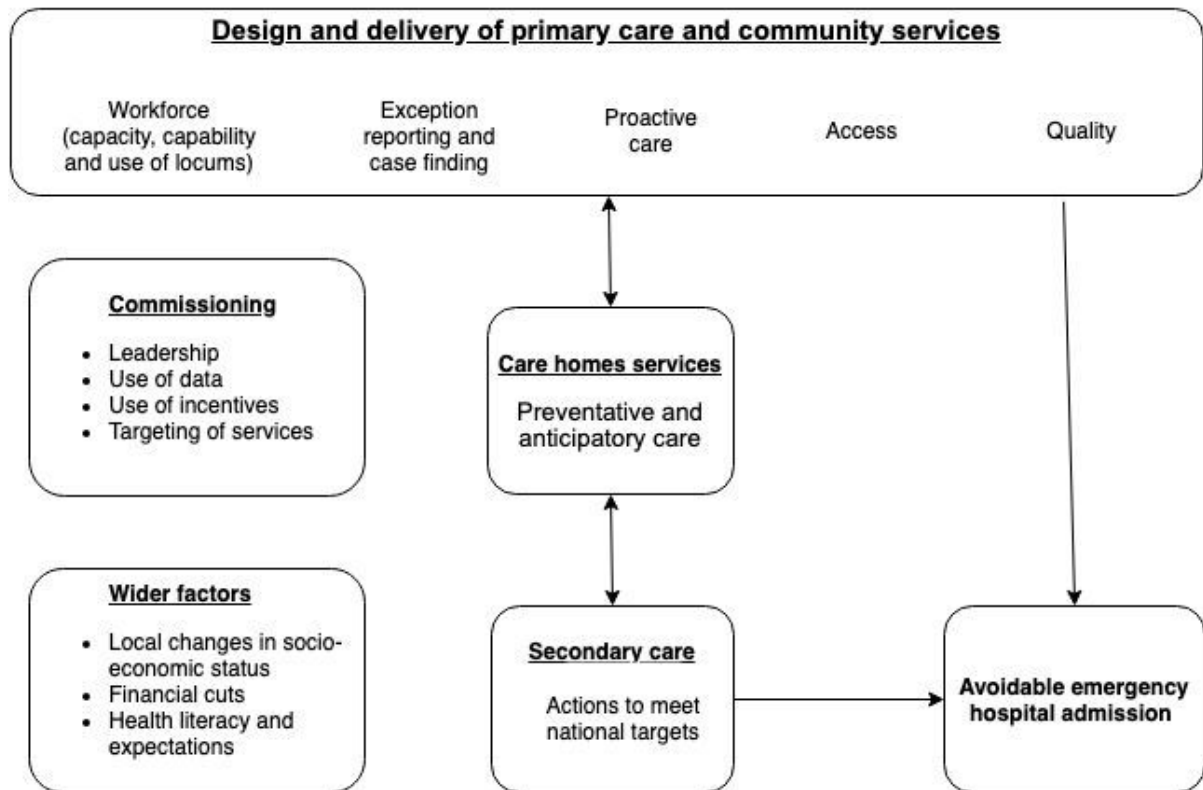 Design and delivery of primary care and community services
Workforce
(capacity, capability
and use of locums)
Exception
reporting and
case finding
Proactive
care
Access
Quality
Commissioning
• Leadership
• Use of data
• Use of incentives
• Targeting of services
Care homes services
Preventative and
anticipatory care
Wider factors
• Local changes in socio-
economic status
• Financial cuts
• Health literacy and
expectations
Secondary care
Actions to meet
national targets
Avoidable emergency
hospital admission